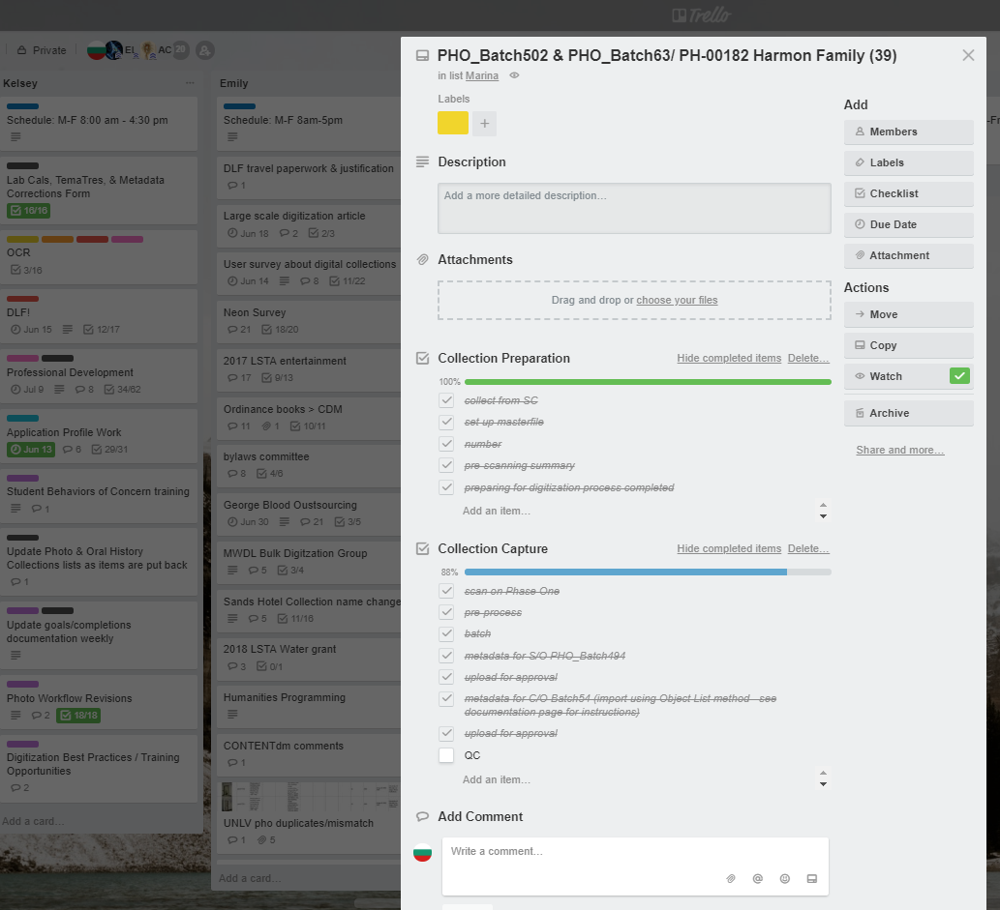 Trello
Private
EI
AC
28
Kelsey
Schedule: M-F 8:00 am - 4:30 pm
Lab Cals, TemaTres, & Metadata
Corrections Form
16/16
OCR
3/16
DLF!
Jun 15
12/17
Professional Development
Jul 9
8
34/62
Application Profile Work
Jun 13
6
29/31
Student Behaviors of Concern training
1
Update Photo & Oral History
Collections lists as items are put back
1
Update goals/completions
documentation weekly
Photo Workflow Revisions
2
18/18
Digitization Best Practices / Training
Opportunities
2
Add a card...
Emily
Schedule: M-F 8am-5pm
DLF travel paperwork & justification
1
Large scale digitization article
Jun 18
2
2/3
User survey about digital collections
Jun 14
8
11/22
Neon Survey
21
18/20
2017 LSTA entertainment
17
9/13
Ordinance books > CDM
11
1
10/11
bylaws committee
8
4/6
George Blood Oustsourcing
Jun 30
21
3/5
MWDL Bulk Digitzation Group
5
3/4
Sands Hotel Collection name change
5
11/16
2018 LSTA Water grant
3
0/1
Humanities Programming
CONTENTdm comments
1
UNLV pho duplicates/mismatch
1
5
Add a card...
PHO_Batch502 & PHO_Batch63/ PH-00182 Harmon Family (39)
in list Marina
Labels
+
Description
Add a more detailed description...
Attachments
Drag and drop or choose your files
Collection Preparation
Hide completed items Delete...
100%
collect from SC
set up masterfile
number
pre-scanning summary
preparing for digitization process completed
Add an item...
Collection Capture
Hide completed items Delete...
88%
scan on Phase One
pre-process
batch
metadata for S/O PHO_Batch494
upload for approval
metadata for C/O Batch54 (import using Object List method - see
documentation page for instructions)
upload for approval
QC
Add an item...
Add Comment
Write a comment...
@
Add
Members
Labels
Checklist
Due Date
Attachment
Actions
Move
Copy
Watch
Archive
Share and more...